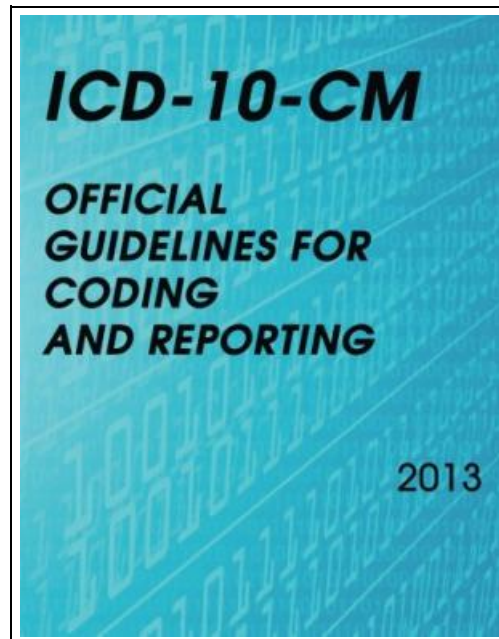 ICD-10-CM
OFFICIAL
GUIDELINES FOR
CODING
AND REPORTING
2013